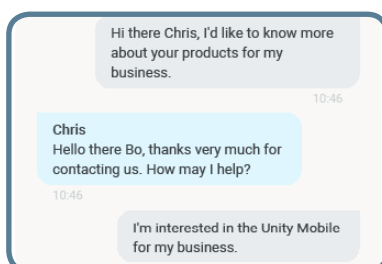 Hi there Chris, I'd like to know more
about your products for my
business.
10:46
Chris
Hello there Bo, thanks very much for
contacting us. How may I help?
10:46
I'm interested in the Unity Mobile
for my business.